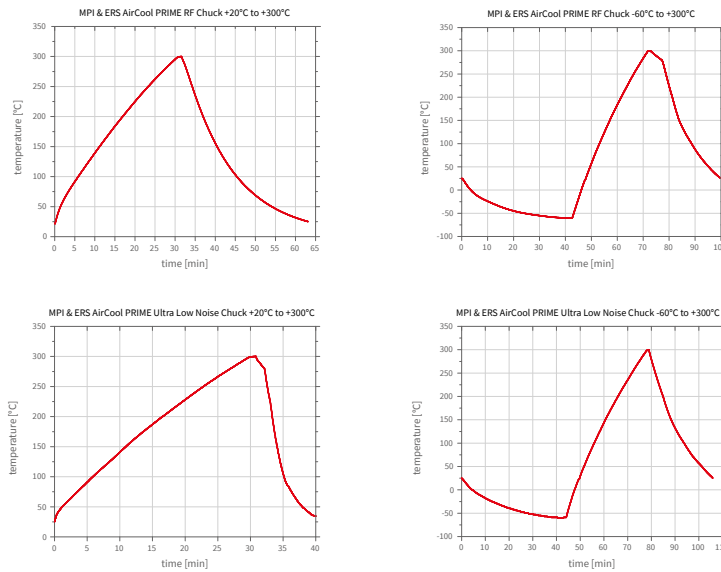 MPI & ERS AirCool PRIME RF Chuck +20°C to +300°C
350
300
250
200
150
100
50
0
temperature [°C]
0 5 10 15 20 25 30 35 40 45 50 55 60 65
time [min]
MPI & ERS AirCool PRIME RF Chuck -60°C to +300°C
350
300
250
200
150
100
50
0
-50
-100
temperature [°C]
0 10 20 30 40 50 60 70 80 90
time [min]
MPI & ERS AirCool PRIME Ultra Low Noise Chuck +20°C to +300°C
350
300
250
200
150
100
50
0
temperature [°C]
0 5 10 15 20 25 30 35 40
time [min]
MPI & ERS AirCool PRIME Ultra Low Noise Chuck -60°C to +300°C
350
300
250
200
150
100
50
0
-50
-100
temperature [°C]
0 10 20 30 40 50 60 70 80 90 100
time [min]